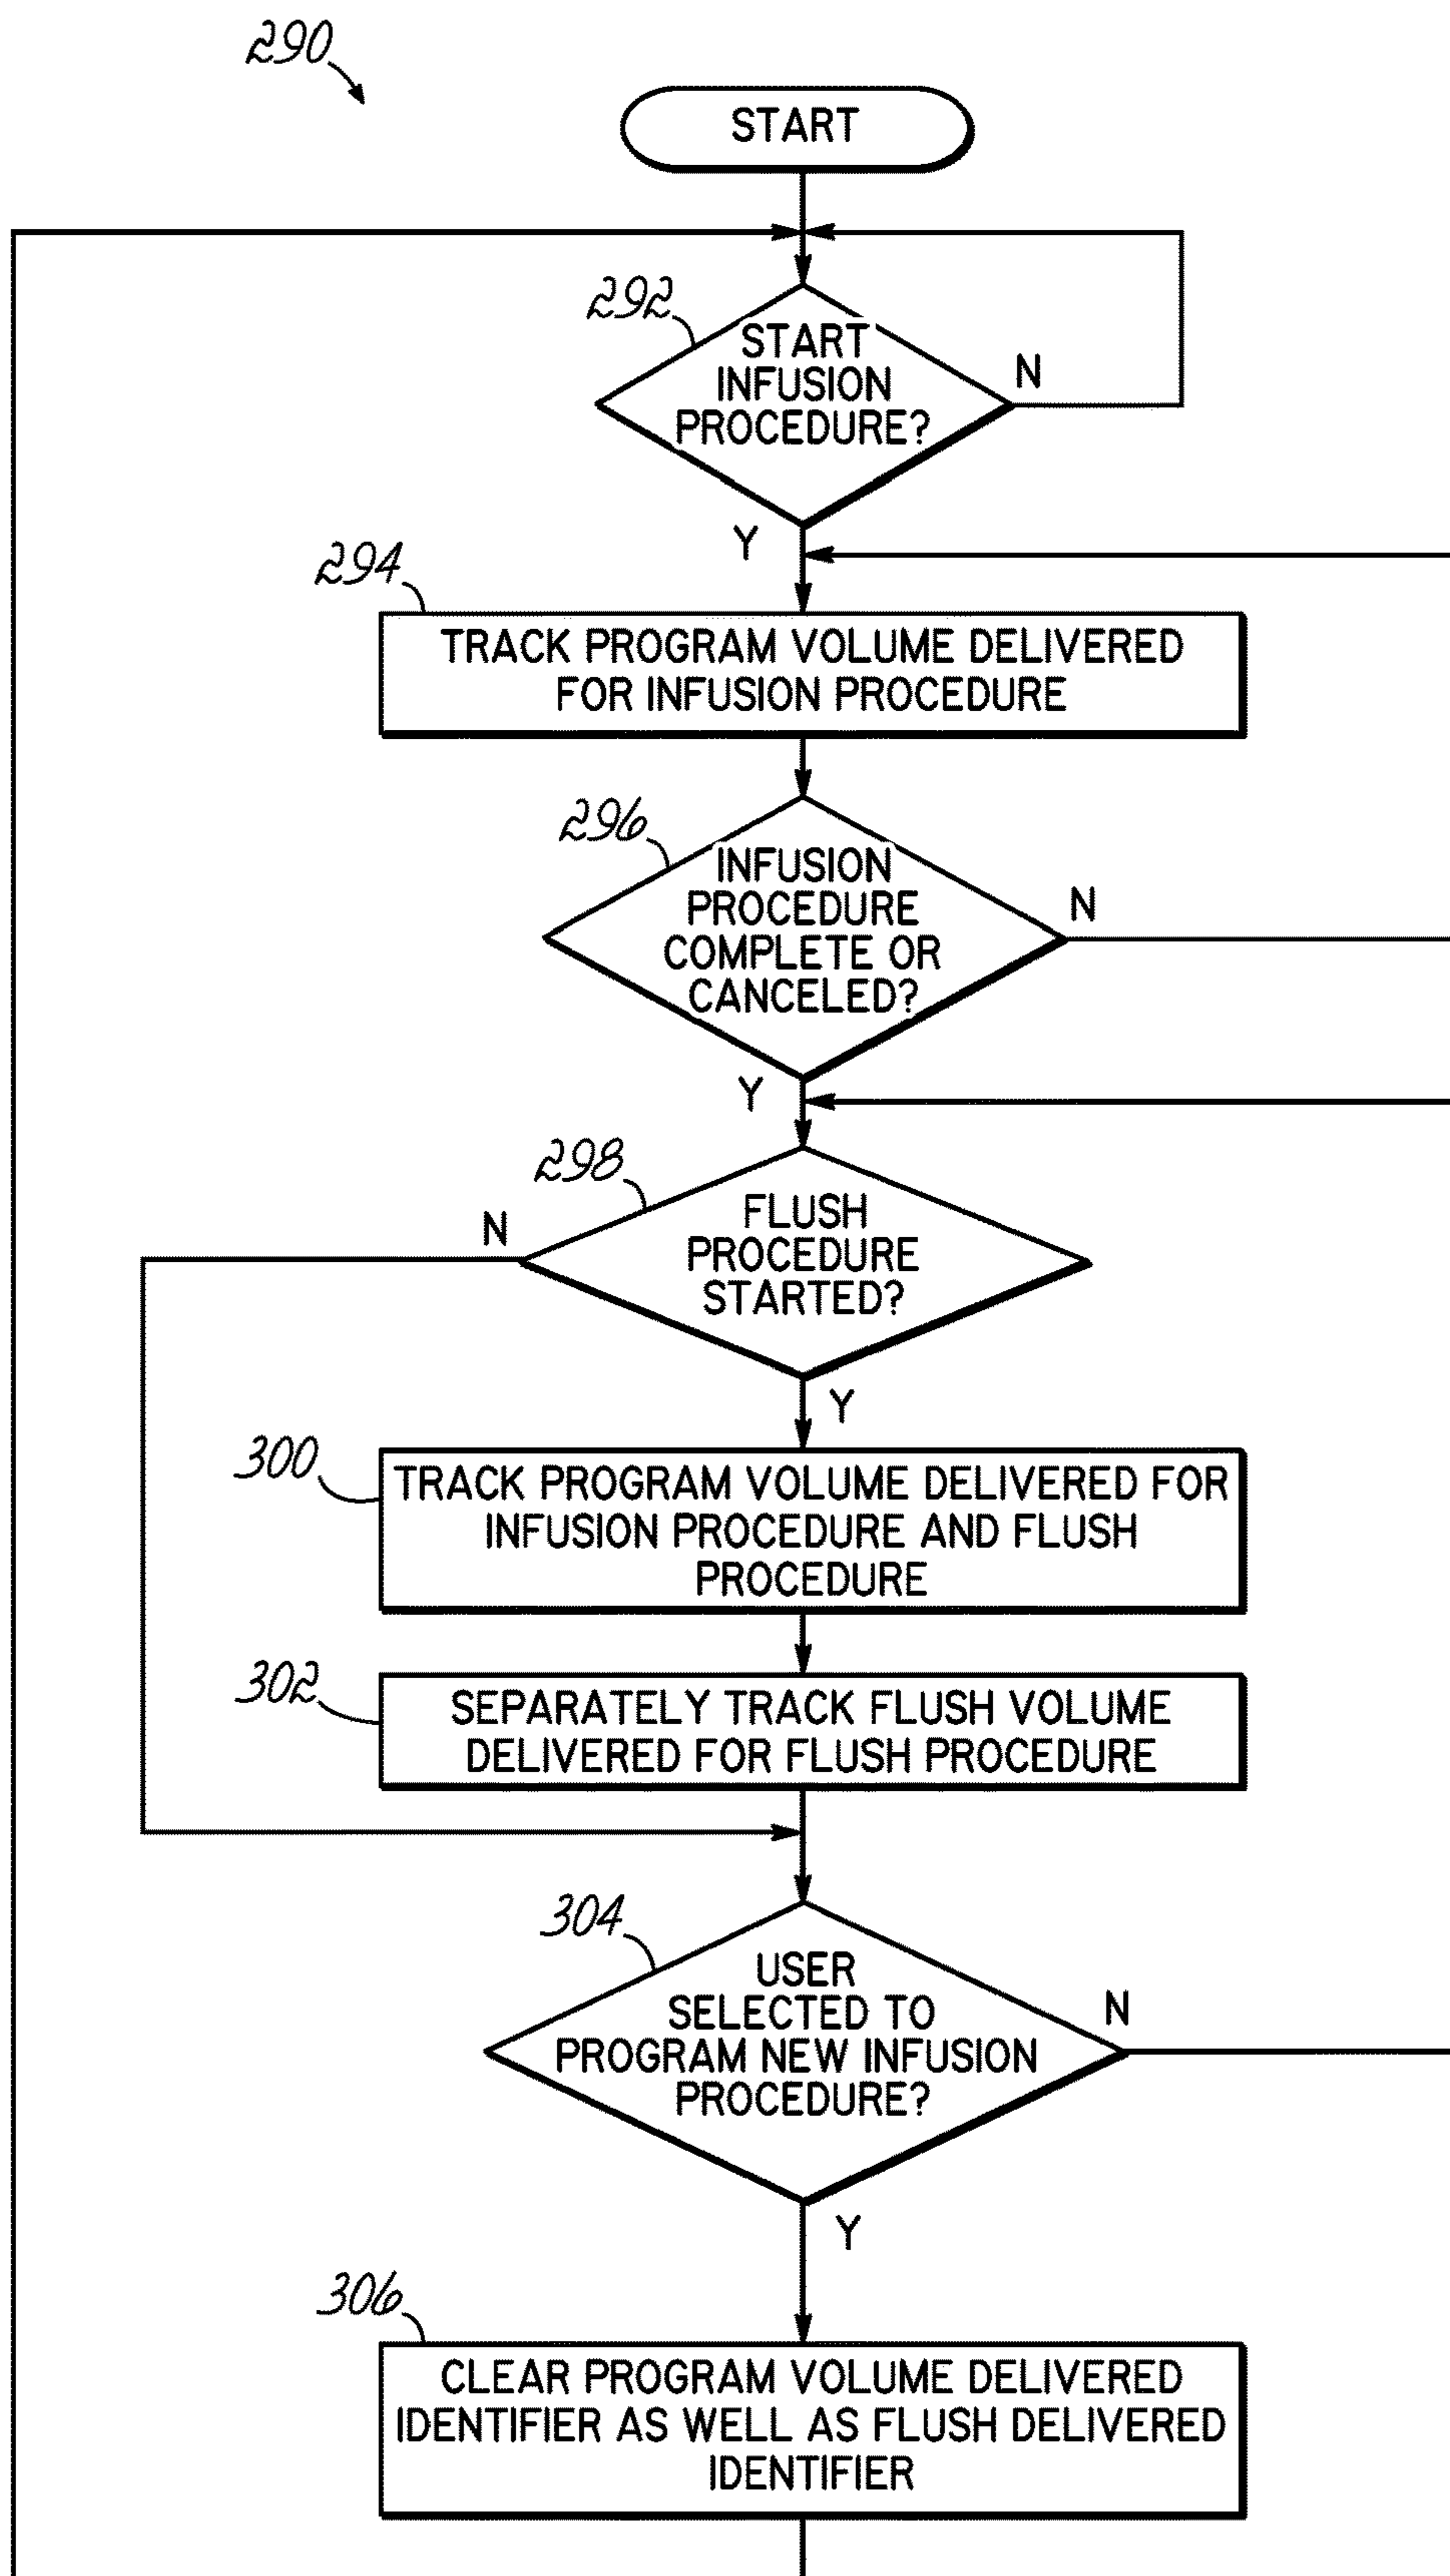 290
START
292
START
INFUSION
PROCEDURE?
N
Y
294
TRACK PROGRAM VOLUME DELIVERED
FOR INFUSION PROCEDURE
296
INFUSION
PROCEDURE
COMPLETE OR
CANCELED?
N
Y
298
N
FLUSH
PROCEDURE
STARTED?
Y
300
TRACK PROGRAM VOLUME DELIVERED FOR
INFUSION PROCEDURE AND FLUSH
PROCEDURE
302
SEPARATELY TRACK FLUSH VOLUME
DELIVERED FOR FLUSH PROCEDURE
304
USER
SELECTED TO
PROGRAM NEW INFUSION
PROCEDURE?
N
Y
306
CLEAR PROGRAM VOLUME DELIVERED
IDENTIFIER AS WELL AS FLUSH DELIVERED
IDENTIFIER